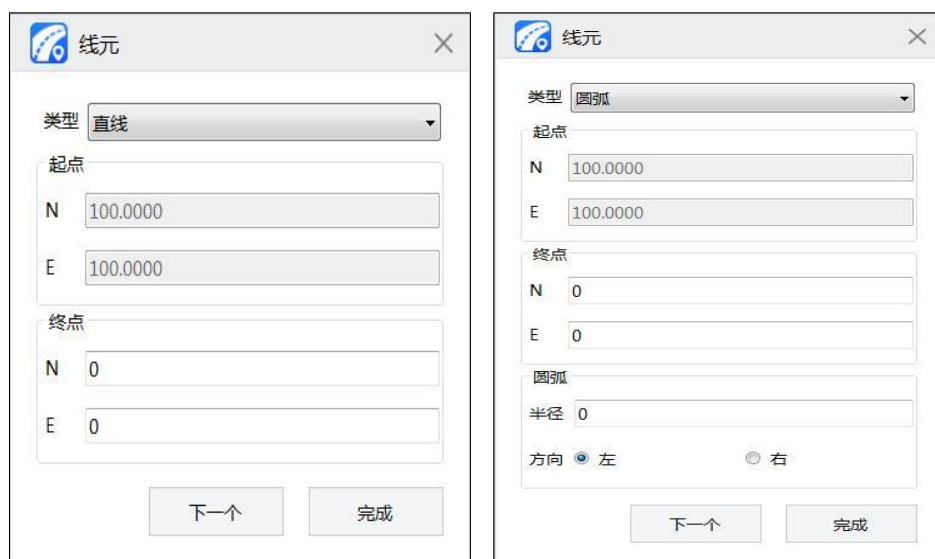 线元
类型 直线
起点
N 100.0000
E 100.0000
终点
N 0
E 0
下一个 完成
线元
类型 圆弧
起点
N 100.0000
E 100.0000
终点
N 0
E 0
圆弧
半径 0
方向 左 右
下一个 完成